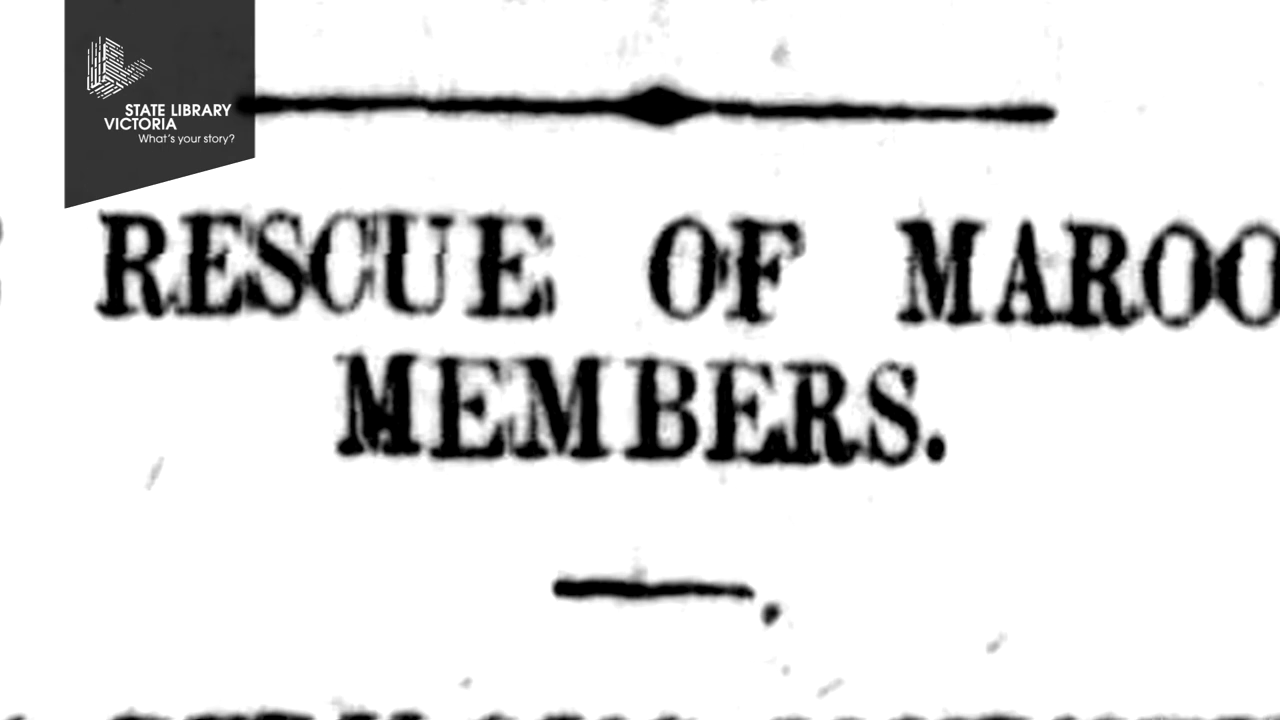 STATE LIBRARY
VICTORIA
What's your story?
RESCUE OF MAROO
MEMBERS.